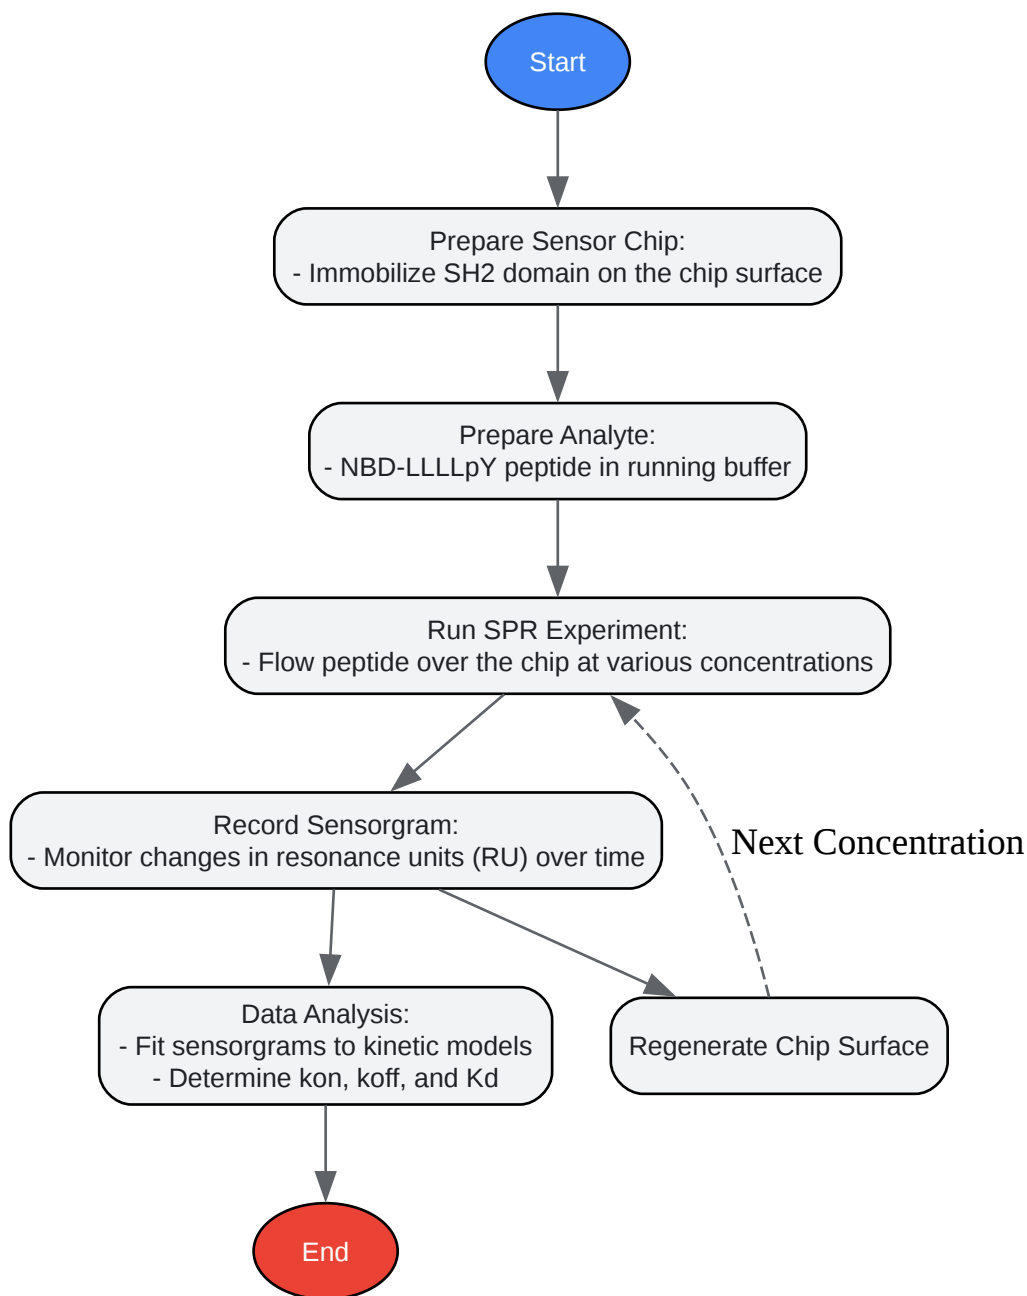 Start
Prepare Sensor Chip:
- Immobilize SH2 domain on the chip surface
Prepare Analyte:
- NBD-LLLLpY peptide in running buffer
Run SPR Experiment:
- Flow peptide over the chip at various concentrations
Record Sensorgram:
- Monitor changes in resonance units (RU) over time
Next Concentration
Data Analysis:
- Fit sensorgrams to kinetic models
- Determine kon, koff, and Kd
Regenerate Chip Surface
End